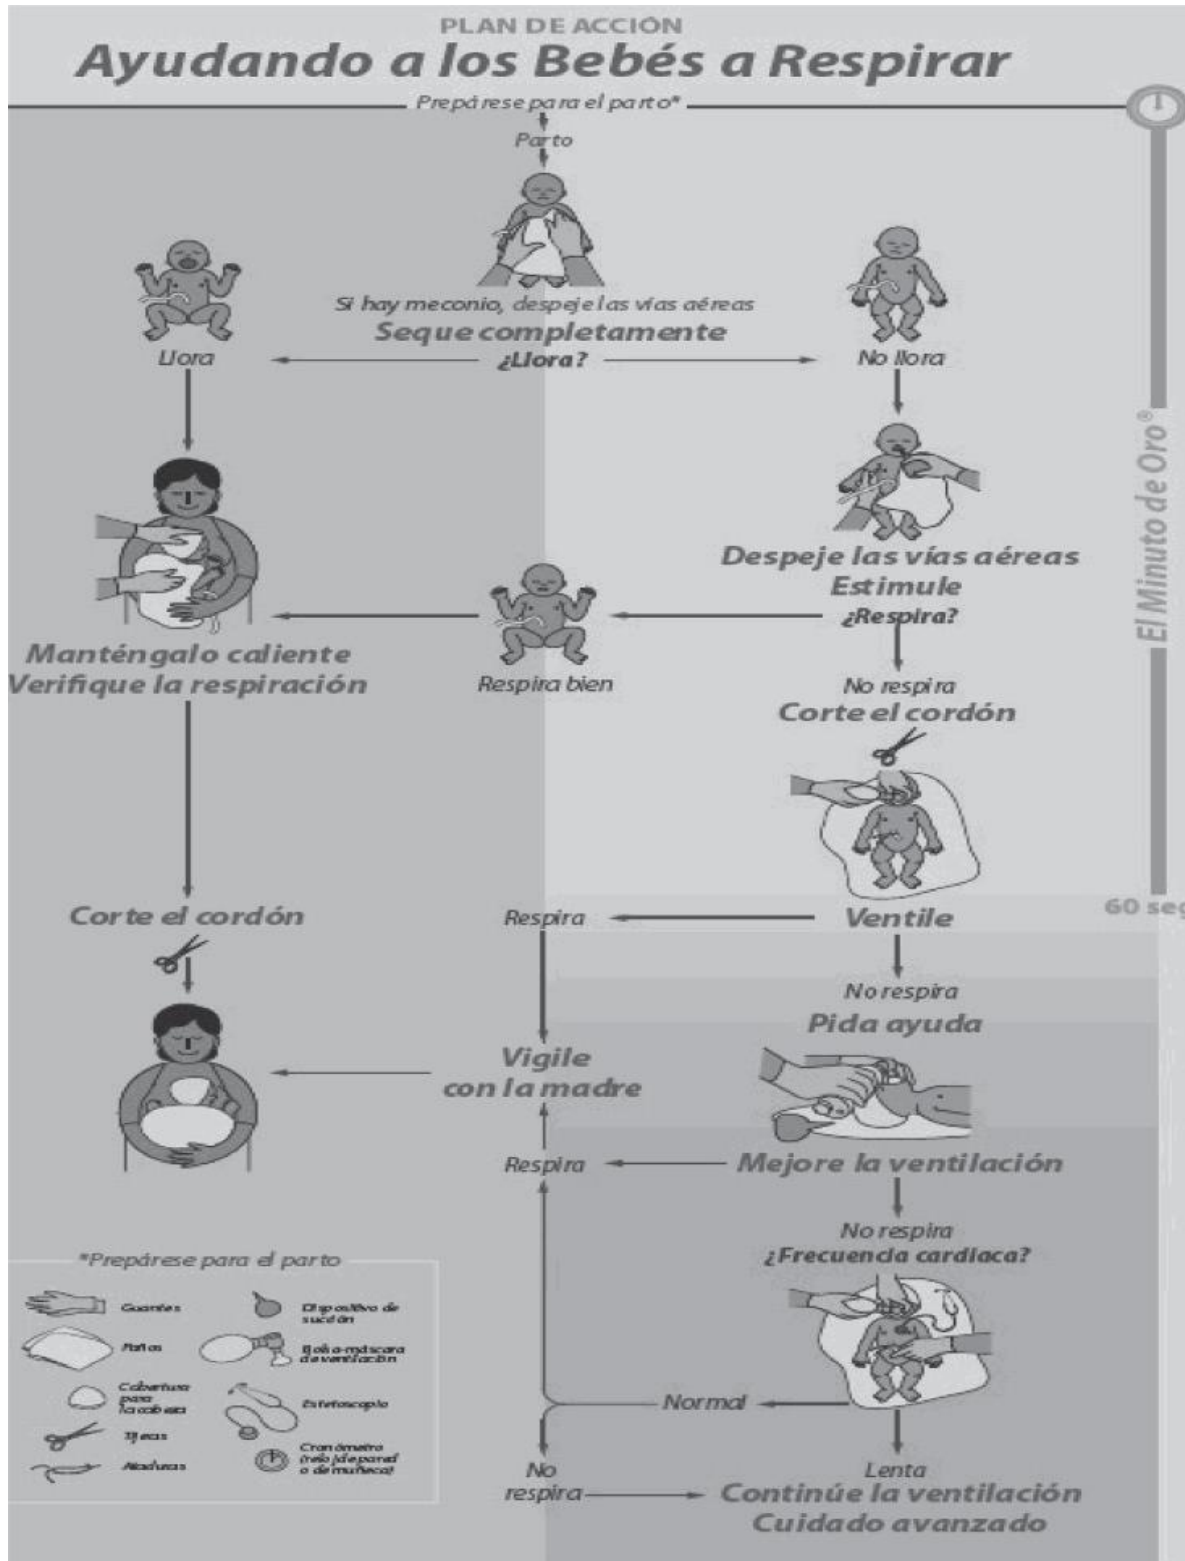 PLAN DE ACCIÓN
Ayudando a los Bebés a Respirar
Prepárese para el parto*
Parto
Si hay meconio, despeje las vías aéreas
Seque completamente
¿Llora?
Llora
No llora
Despeje las vías aéreas
Estimule
¿Respira?
El Minuto de Oro®
Manténgalo caliente
Verifique la respiración
Respira bien
No respira
Corte el cordón
Corte el cordón
Respira
Ventile
60 seg
No respira
Pida ayuda
Vigile
con la madre
Respira
Mejore la ventilación
No respira
¿Frecuencia cardiaca?
Normal
No
respira
Lenta
Continúe la ventilación
Cuidado avanzado
*Prepárese para el parto
Guantes
Paños
Cobertura
para
la cabeza
Tijeras
Ataduras
Dispositivo de
succión
Bolsa-máscara
de ventilación
Estetoscopio
Cronómetro
(reloj de pared
o de muñeca)